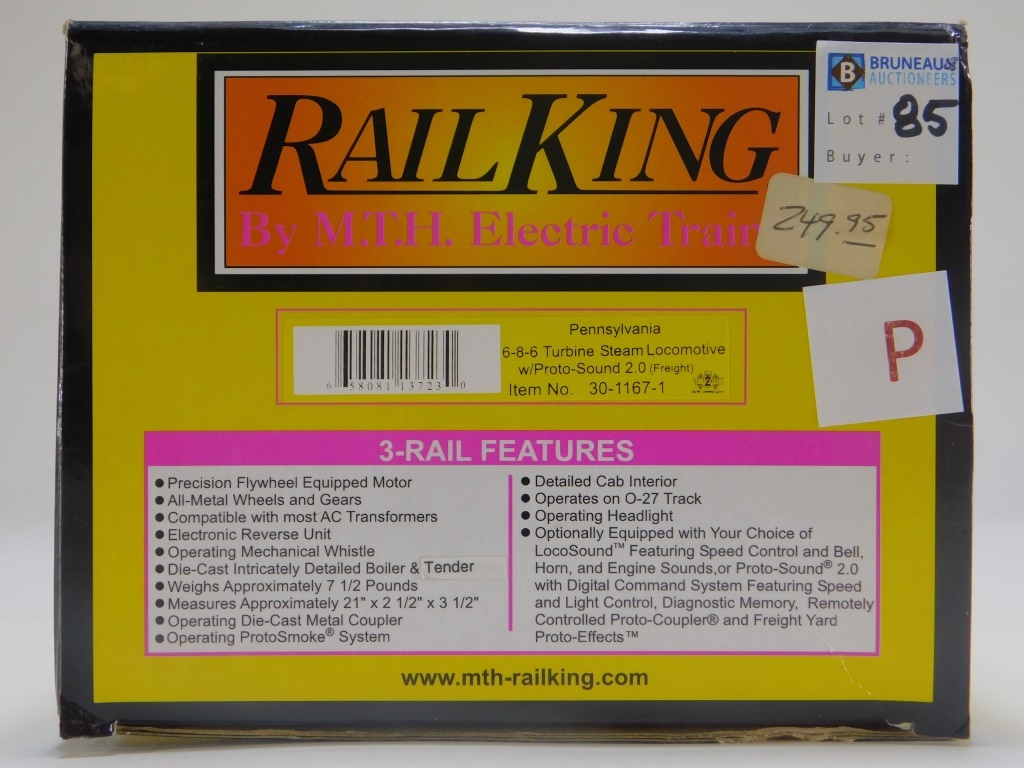 BRUNEAU
AUCTIONEERS
Lot # 85
Buyer:
RAILKING
By M.T.H. Electric Train
249.95
P
Pennsylvania
6-8-6 Turbine Steam Locomotive
w/Proto-Sound 2.0 (Freight)
Item No. 30-1167-1
6 58081 13723 0
3-RAIL FEATURES
● Precision Flywheel Equipped Motor
● All-Metal Wheels and Gears
● Compatible with most AC Transformers
● Electronic Reverse Unit
● Operating Mechanical Whistle
● Die-Cast Intricately Detailed Boiler & Tender
● Weighs Approximately 7 1/2 Pounds
● Measures Approximately 21" x 2 1/2" x 3 1/2"
● Operating Die-Cast Metal Coupler
● Operating ProtoSmoke® System
● Detailed Cab Interior
● Operates on O-27 Track
● Operating Headlight
● Optionally Equipped with Your Choice of
LocoSound™ Featuring Speed Control and Bell,
Horn, and Engine Sounds,or Proto-Sound® 2.0
with Digital Command System Featuring Speed
and Light Control, Diagnostic Memory, Remotely
Controlled Proto-Coupler® and Freight Yard
Proto-Effects™
www.mth-railking.com